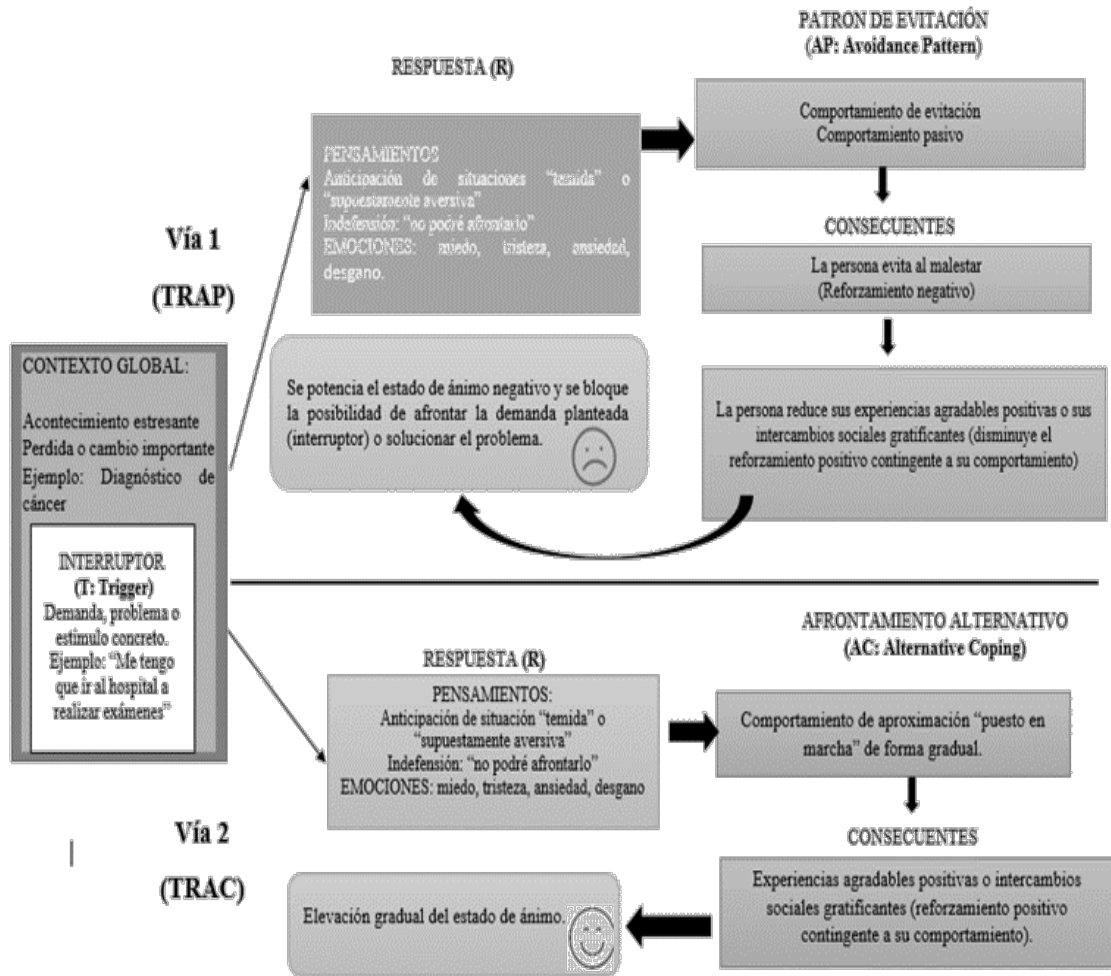 PATRON DE EVITACIÓN
(AP: Avoidance Pattern)
RESPUESTA (R)
Comportamiento de evitación
Comportamiento pasivo
PENSAMIENTOS
Anticipación de situaciones “temida” o
“supuestamente aversiva”
Indefensión: “no podré afrontarlo”
EMOCIONES: miedo, tristeza, ansiedad,
desgano.
Vía 1
(TRAP)
CONSECUENTES
La persona evita al malestar
(Reforzamiento negativo)
La persona reduce sus experiencias agradables positivas o sus
intercambios sociales gratificantes (disminuye el
reforzamiento positivo contingente a su comportamiento)
Se potencia el estado de ánimo negativo y se bloque
la posibilidad de afrontar la demanda planteada
(interruptor) o solucionar el problema.
CONTEXTO GLOBAL:
Acontecimiento estresante
Perdida o cambio importante
Ejemplo: Diagnóstico de
cáncer
INTERRUPTOR
(T: Trigger)
Demanda, problema o
estimulo concreto.
Ejemplo: “Me tengo
que ir al hospital a
realizar exámenes”
AFRONTAMIENTO ALTERNATIVO
(AC: Alternative Coping)
RESPUESTA (R)
PENSAMIENTOS:
Anticipación de situación “temida” o
“supuestamente aversiva”
Indefensión: “no podré afrontarlo”
EMOCIONES: miedo, tristeza, ansiedad, desgano
Comportamiento de aproximación “puesto en
marcha” de forma gradual.
Vía 2
(TRAC)
CONSECUENTES
Experiencias agradables positivas o intercambios
sociales gratificantes (reforzamiento positivo
contingente a su comportamiento).
Elevación gradual del estado de ánimo.